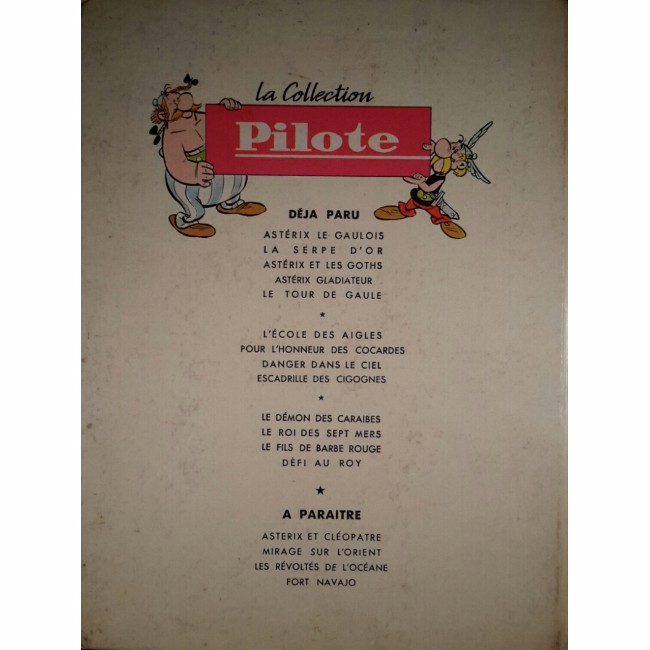 La Collection
Pilote
DÉJA PARU
ASTÉRIX LE GAULOIS
LA SERPE D'OR
ASTÉRIX ET LES GOTHS
ASTÉRIX GLADIATEUR
LE TOUR DE GAULE
*
L'ÉCOLE DES AIGLES
POUR L'HONNEUR DES COCARDES
DANGER DANS LE CIEL
ESCADRILLE DES CIGOGNES
*
LE DÉMON DES CARAIBES
LE ROI DES SEPT MERS
LE FILS DE BARBE ROUGE
DÉFI AU ROY
★
A PARAITRE
ASTERIX ET CLÉOPATRE
MIRAGE SUR L'ORIENT
LES RÉVOLTÉS DE L'OCÉANE
FORT NAVAJO